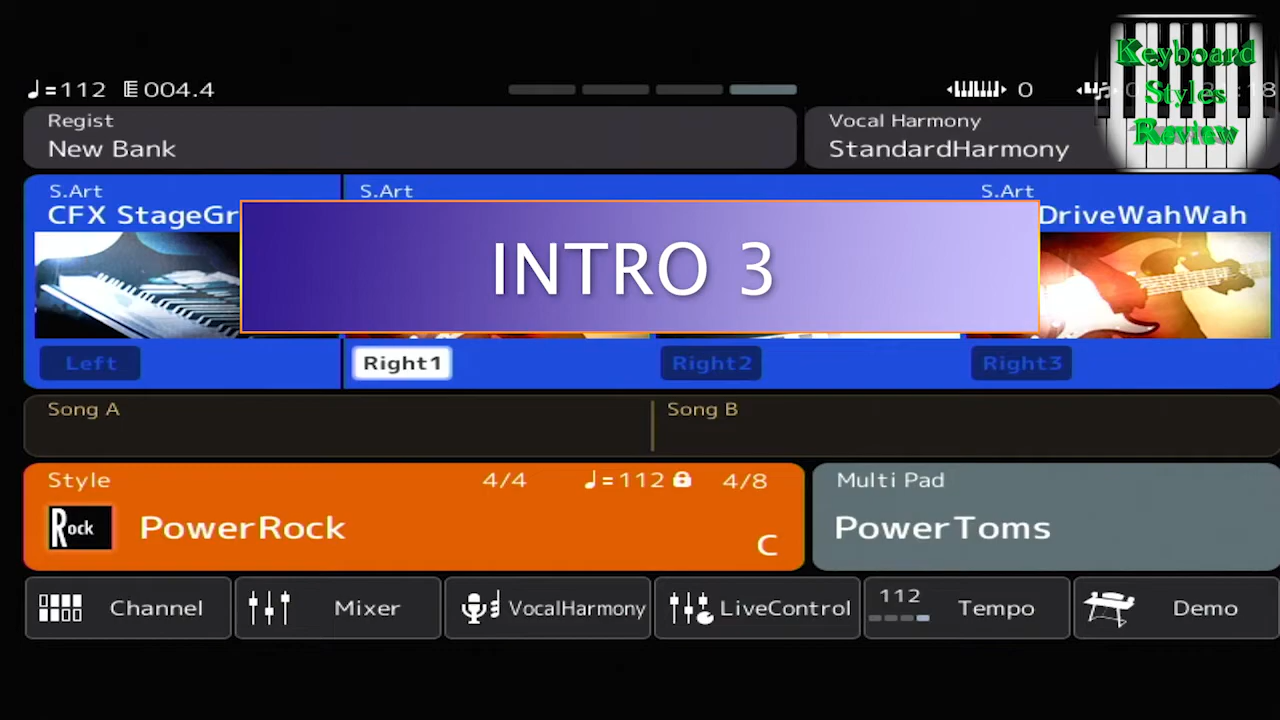 ♩=112 004.4
0
Keyboard
Styles
Review
Regist
New Bank
Vocal Harmony
StandardHarmony
S.Art
CFX StageGr
S.Art
S.Art
DriveWahWah
INTRO 3
Left
Right1
Right2
Right3
Song A
Song B
Style
4/4 ♩=112 4/8
Rock
PowerRock
C
Multi Pad
PowerToms
Channel
Mixer
VocalHarmony
LiveControl
112
Tempo
Demo